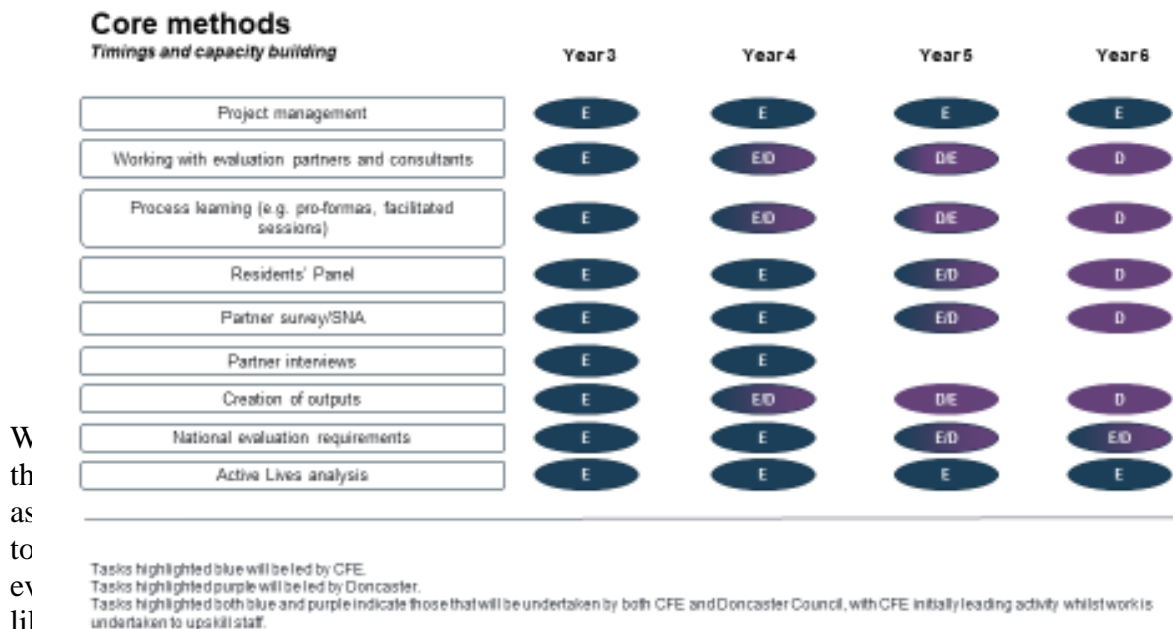 Core methods
Timings and capacity building
Year 3 Year 4 Year 5 Year 6
Project management E E E E
Working with evaluation partners and consultants E E/D D/E D
Process learning (e.g. pro-formas, facilitated
sessions) E E/D D/E D
Residents' Panel E E E/D D
Partner survey/SNA E E E/D D
Partner interviews E E
Creation of outputs E E/D D/E D
National evaluation requirements E E E/D E/D
Active Lives analysis E E E E
Tasks highlighted blue will be led by CFE.
Tasks highlighted purple will be led by Doncaster.
Tasks highlighted both blue and purple indicate those that will be undertaken by both CFE and Doncaster Council, with CFE initially leading activity whilst work is
undertaken to upskill staff.